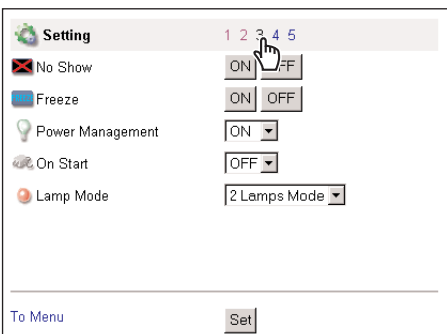 Setting 1 2 3 4 5
No Show ON OFF
Freeze ON OFF
Power Management ON
On Start OFF
Lamp Mode 2 Lamps Mode
To Menu Set